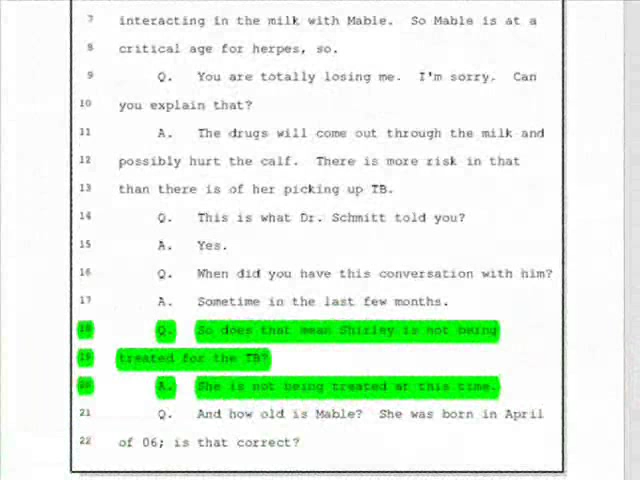 7 interacting in the milk with Mable. So Mable is at a
8 critical age for herpes, so.
9 Q. You are totally losing me. I'm sorry. Can
10 you explain that?
11 A. The drugs will come out through the milk and
12 possibly hurt the calf. There is more risk in that
13 than there is of her picking up TB.
14 Q. This is what Dr. Schmitt told you?
15 A. Yes.
16 Q. When did you have this conversation with him?
17 A. Sometime in the last few months.
18 Q. So does that mean Shirley is not being
19 treated for the TB?
20 A. She is not being treated at this time.
21 Q. And how old is Mable? She was born in April
22 of 06; is that correct?